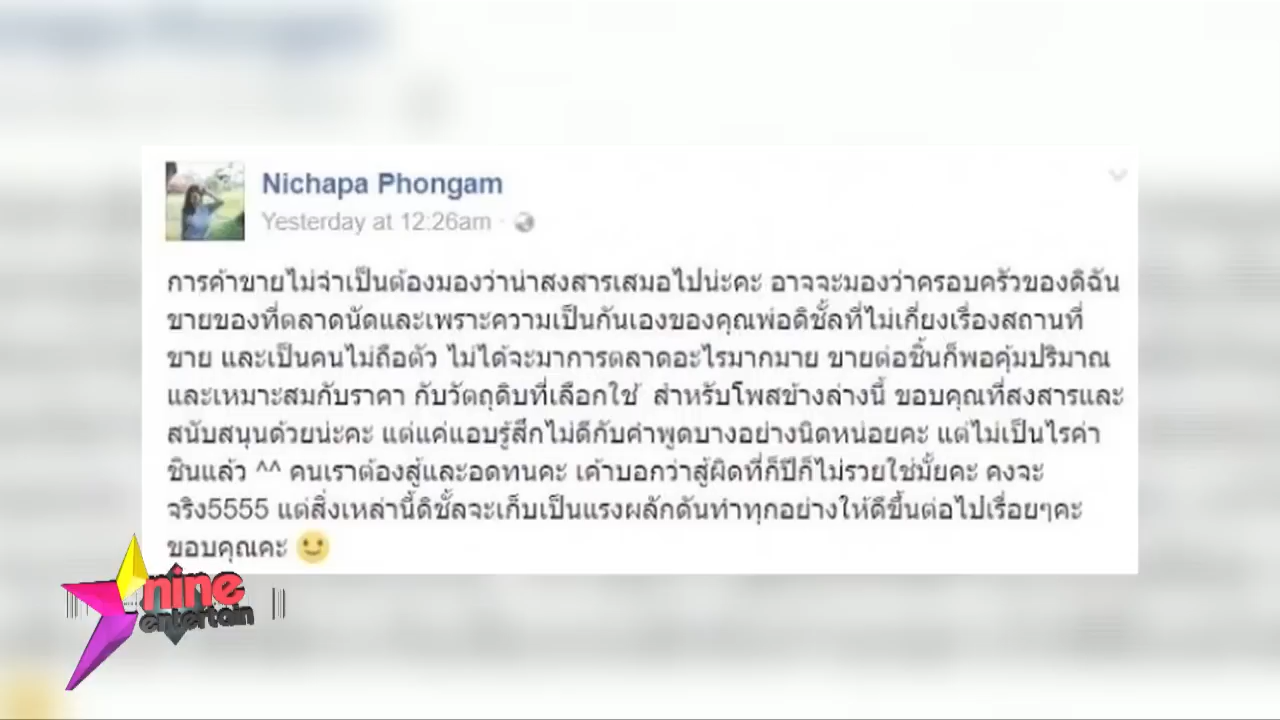 Nichapa Phongam
Yesterday at 12:26am ·
การค้าขายไม่จำเป็นต้องมองว่าน่าสงสารเสมอไปน่ะคะ อาจจะมองว่าครอบครัวของดิฉัน
ขายของที่ตลาดนัดและเพราะความเป็นกันเองของคุณพ่อดิชั้ลที่ไม่เกี่ยงเรื่องสถานที่
ขาย และเป็นคนไม่ถือตัว ไม่ได้จะมาการตลาดอะไรมากมาย ขายต่อชิ้นก็พอคุ้มปริมาณ
และเหมาะสมกับราคา กับวัตถุดิบที่เลือกใช้ สำหรับโพสข้างล่างนี้ ขอบคุณที่สงสารและ
สนับสนุนด้วยน่ะคะ แต่แค่แอบรู้สึกไม่ดีกับคำพูดบางอย่างนิดหน่อยคะ แต่ไม่เป็นไรค่า
ชินแล้ว ^^ คนเราต้องสู้และอดทนคะ เค้าบอกว่าสู้ผิดที่ก็ปีก็ไม่รวยใช่มั้ยคะ คงจะ
จริง5555 แต่สิ่งเหล่านี้ดิชั้ลจะเก็บเป็นแรงผลักดันทำทุกอย่างให้ดีขึ้นต่อไปเรื่อยๆคะ
ขอบคุณคะ 🙂
nine
entertain